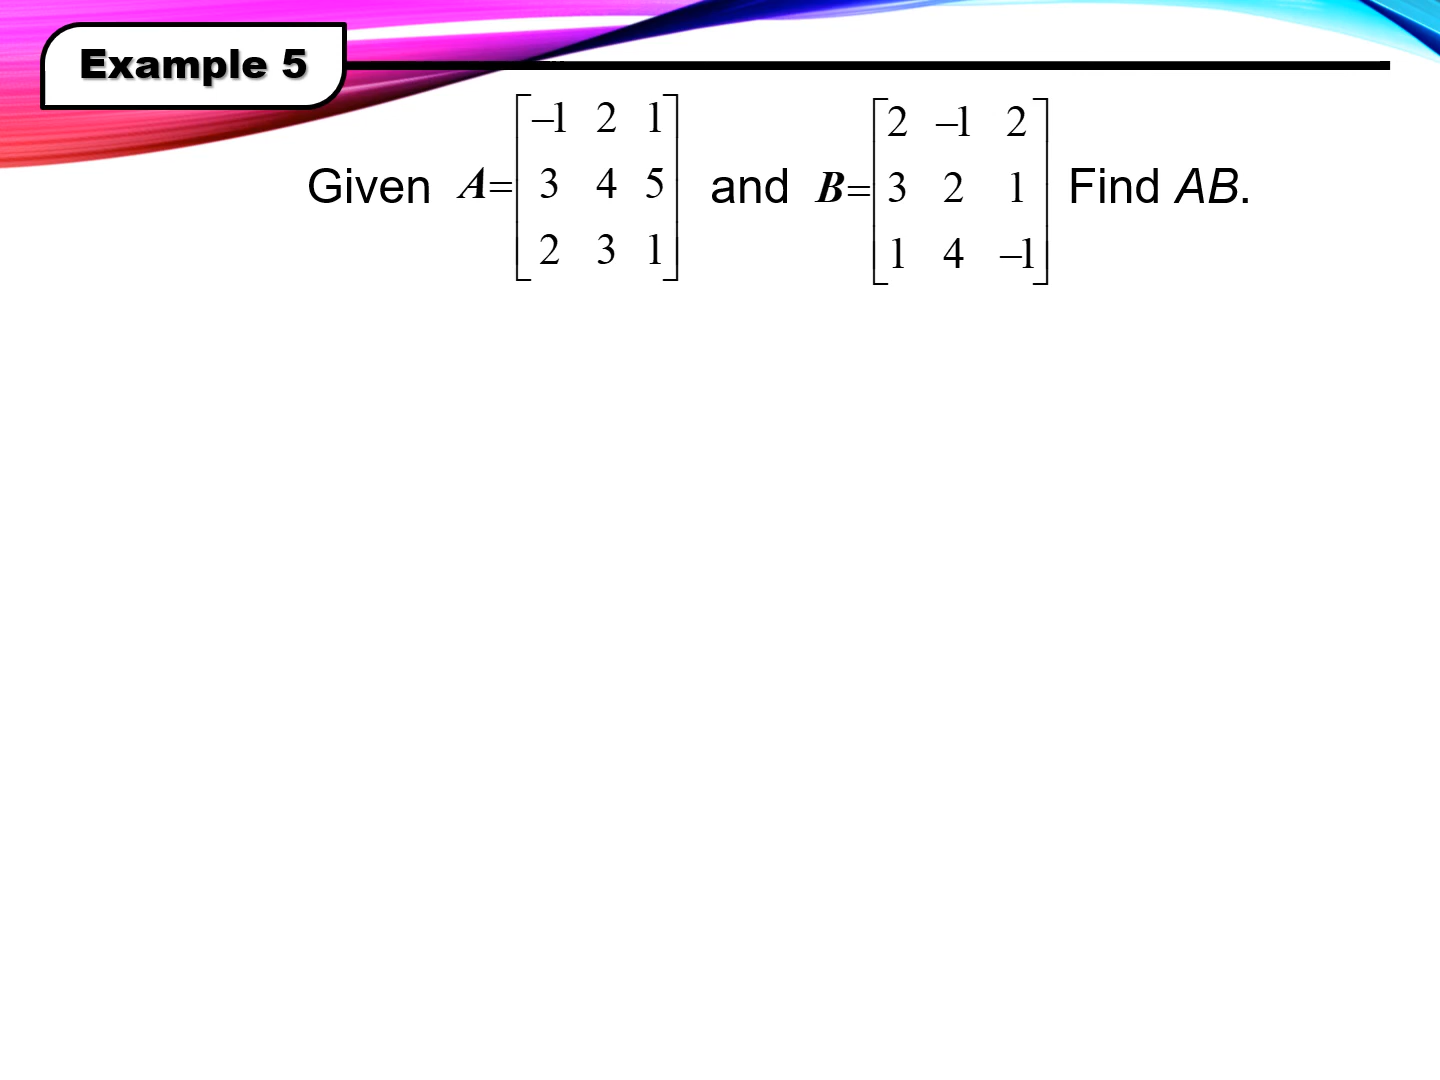 Example 5
Given A = [ −1 2 1 ; 3 4 5 ; 2 3 1 ] and B = [ 2 −1 2 ; 3 2 1 ; 1 4 −1 ] Find AB.